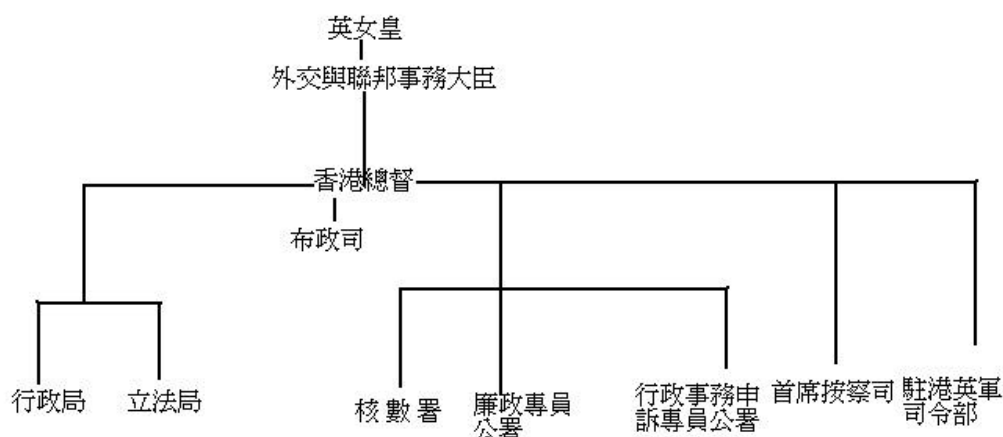 英女皇
外交與聯邦事務大臣
香港總督
布政司
行政局
立法局
核數署
廉政專員
公署
行政事務申
訴專員公署
首席按察司
駐港英軍
司令部